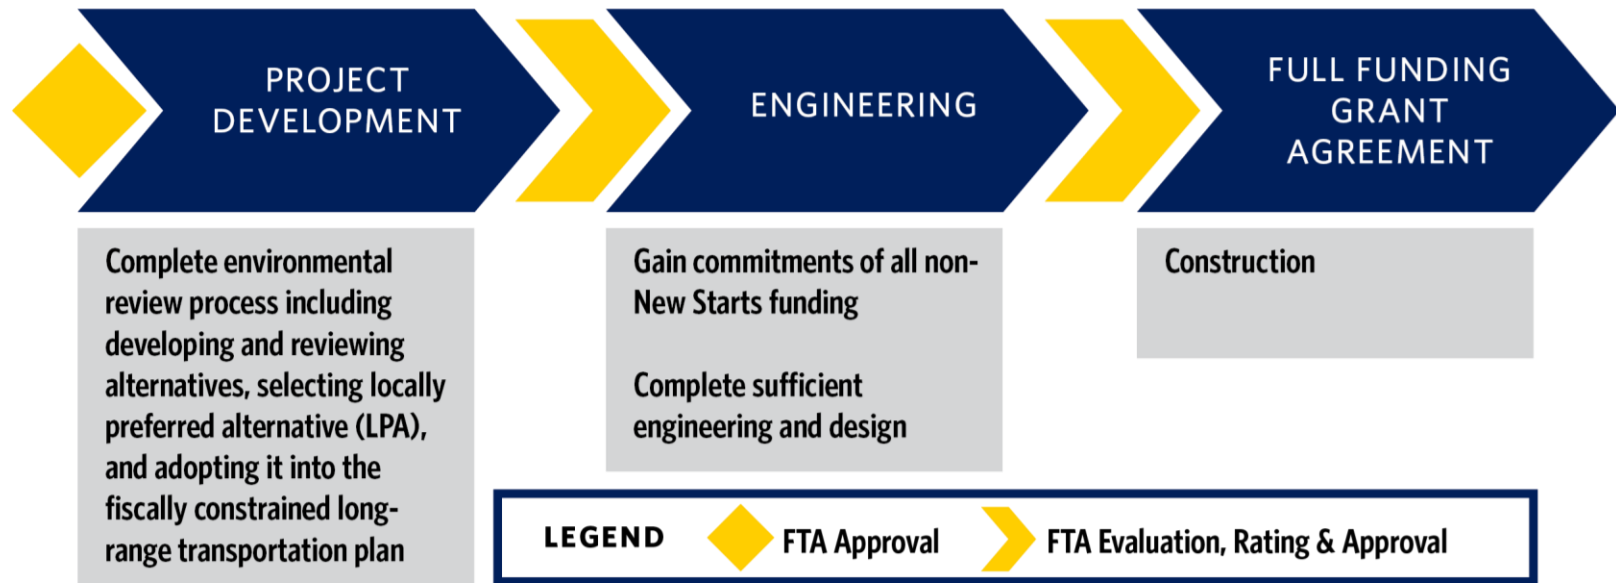 PROJECT
DEVELOPMENT
ENGINEERING
FULL FUNDING
GRANT
AGREEMENT
Complete environmental
review process including
developing and reviewing
alternatives, selecting locally
preferred alternative (LPA),
and adopting it into the
fiscally constrained long-
range transportation plan
Gain commitments of all non-
New Starts funding
Complete sufficient
engineering and design
Construction
LEGEND
FTA Approval
FTA Evaluation, Rating & Approval